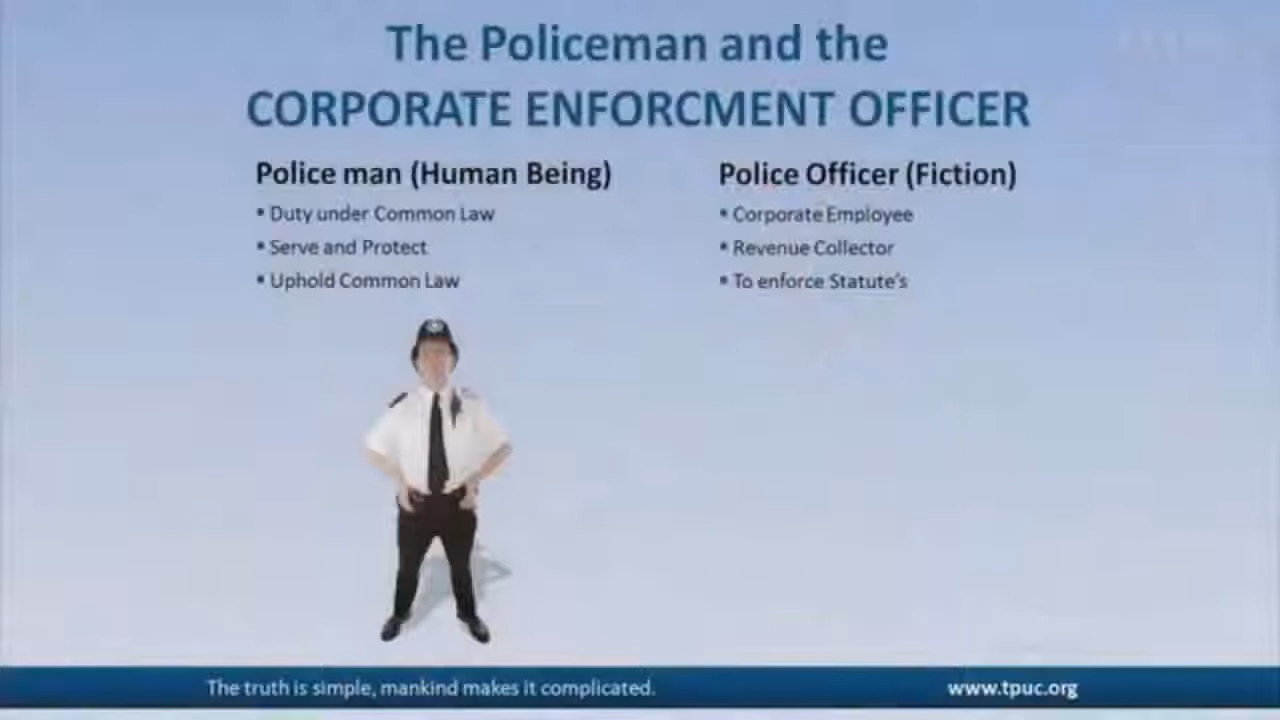 The Policeman and the
CORPORATE ENFORCMENT OFFICER
Police man (Human Being)
▪ Duty under Common Law
▪ Serve and Protect
▪ Uphold Common Law
Police Officer (Fiction)
▪ Corporate Employee
▪ Revenue Collector
▪ To enforce Statute's
The truth is simple, mankind makes it complicated.
www.tpuc.org